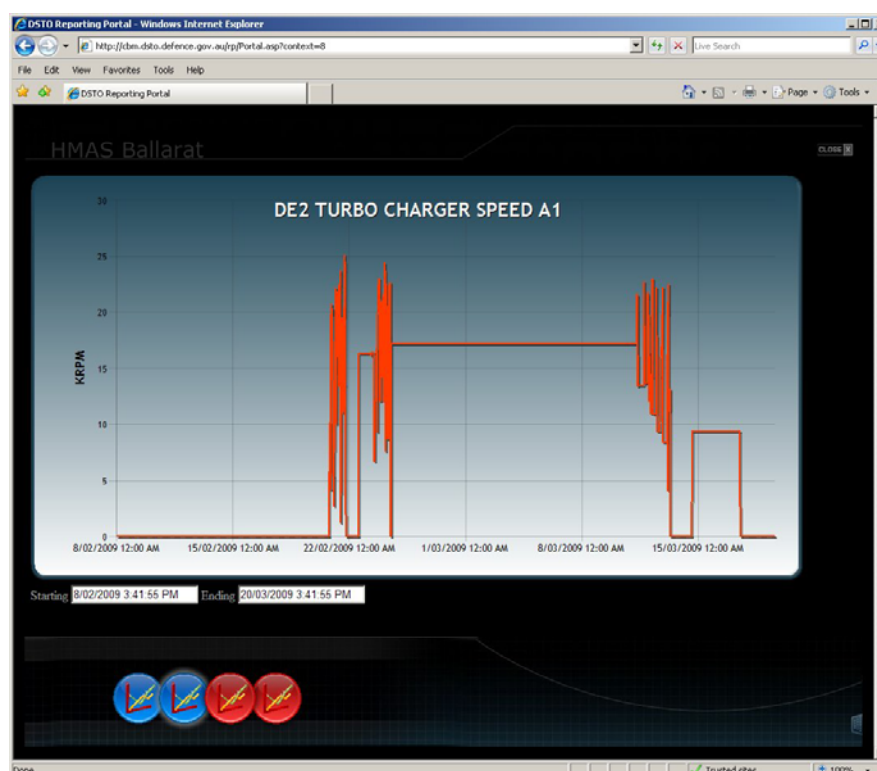 DSTO Reporting Portal - Windows Internet Explorer
http://cbm.dsto.defence.gov.au/rp/Portal.asp?context=8
Live Search
File Edit View Favorites Tools Help
DSTO Reporting Portal
Page Tools
HMAS Ballarat
CLOSE X
DE2 TURBO CHARGER SPEED A1
30
25
20
15
10
5
0
KRPM
8/02/2009 12:00 AM 15/02/2009 12:00 AM 22/02/2009 12:00 AM 1/03/2009 12:00 AM 8/03/2009 12:00 AM 15/03/2009 12:00 AM
Starting 8/02/2009 3:41:55 PM Ending 20/03/2009 3:41:55 PM
Done Trusted sites 100%